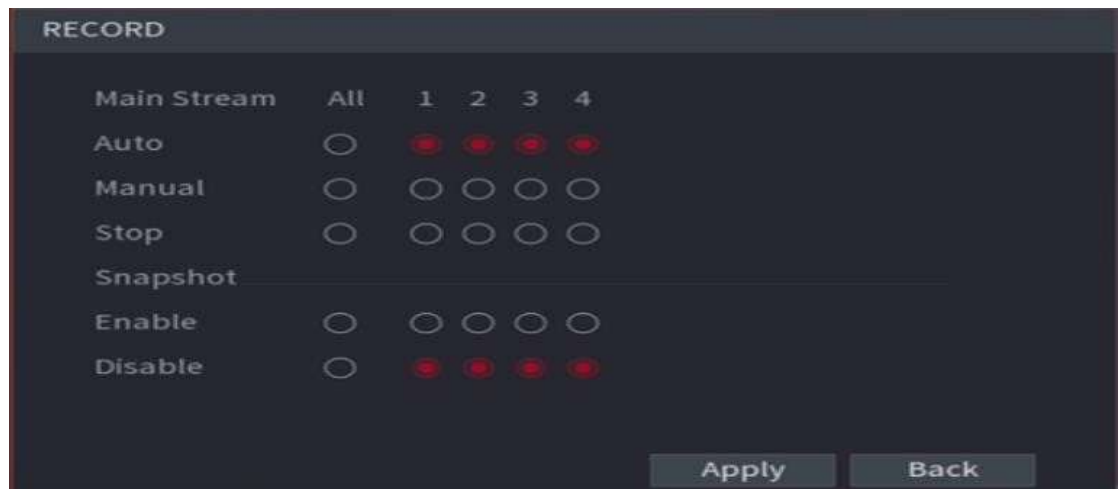 RECORD
Main Stream All 1 2 3 4
Auto
Manual
Stop
Snapshot
Enable
Disable
Apply Back